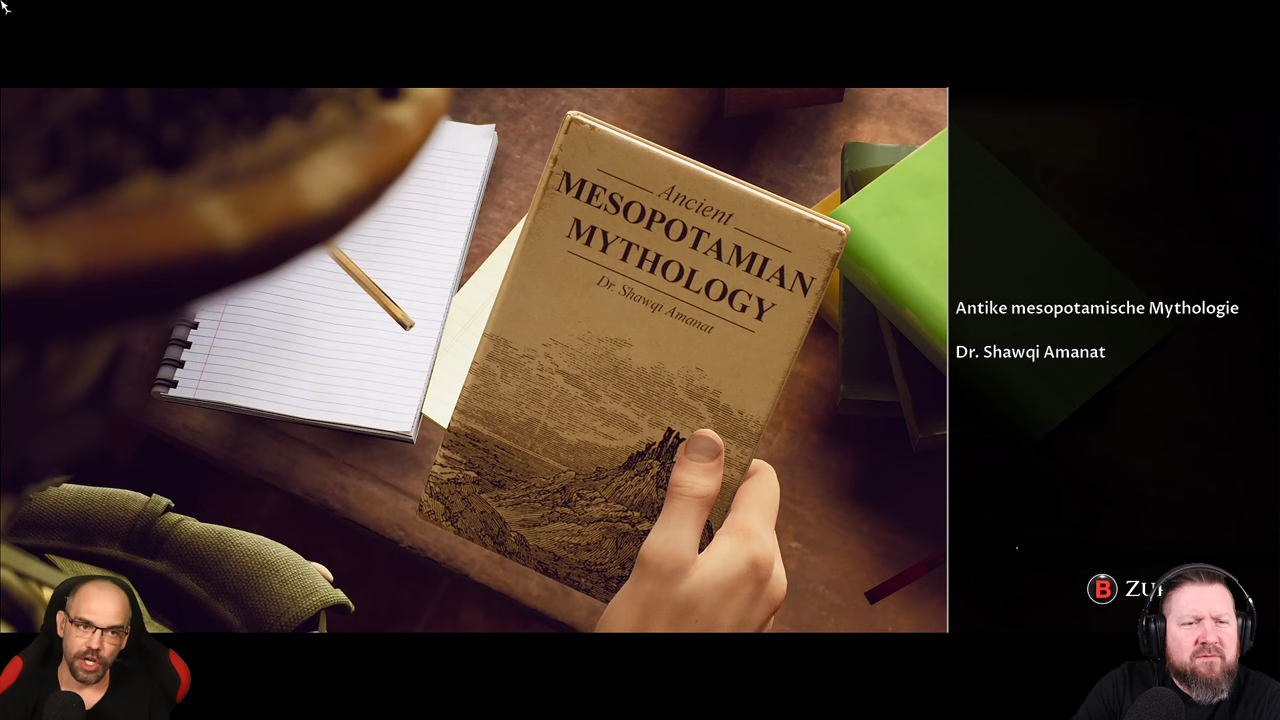 Ancient
MESOPOTAMIAN
MYTHOLOGY
Dr. Shawqi Amanat
Antike mesopotamische Mythologie
Dr. Shawqi Amanat
B